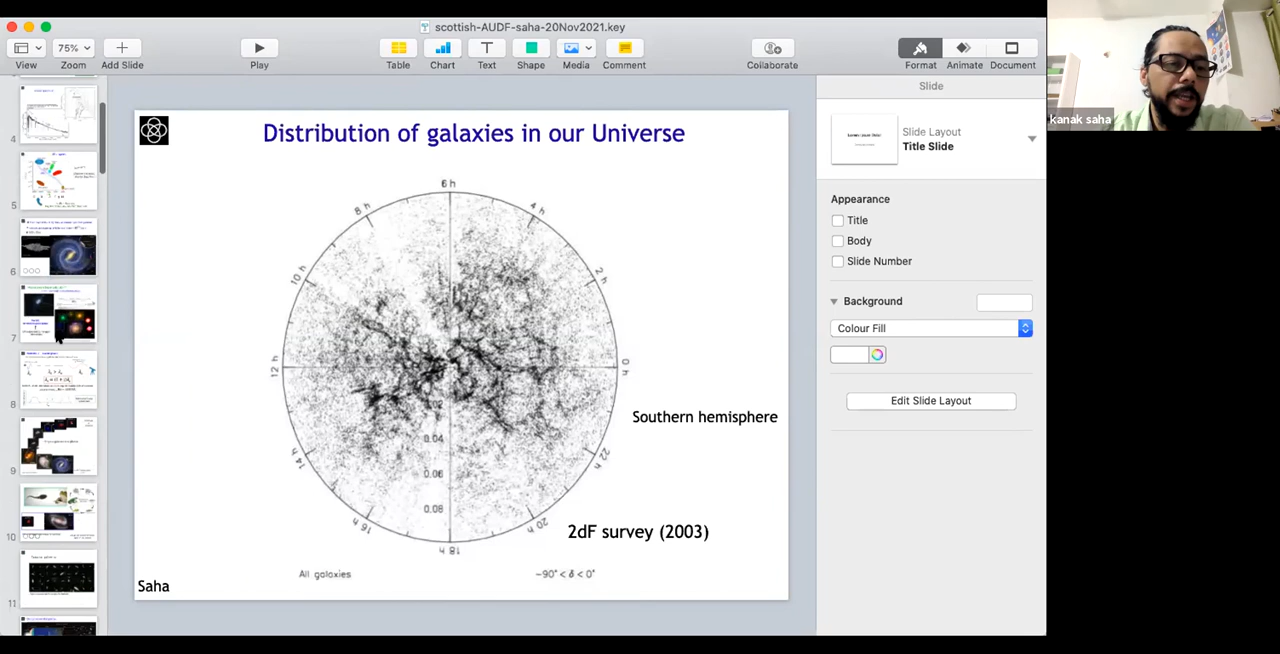 scottish-AUDF-saha-20Nov2021.key
75%
View
Zoom
Add Slide
Play
Table
Chart
Text
Shape
Media
Comment
Collaborate
Format
Animate
Document
kanak saha
Slide
Slide Layout
Title Slide
Appearance
Title
Body
Slide Number
Background
Colour Fill
Edit Slide Layout
4
5
6
7
8
9
10
11
Distribution of galaxies in our Universe
6 h
8 h
4 h
10 h
2 h
12 h
0 h
0.04
0.06
0.08
14 h
22 h
16 h
20 h
18 h
Southern hemisphere
2dF survey (2003)
All galaxies
-90° < δ < 0°
Saha